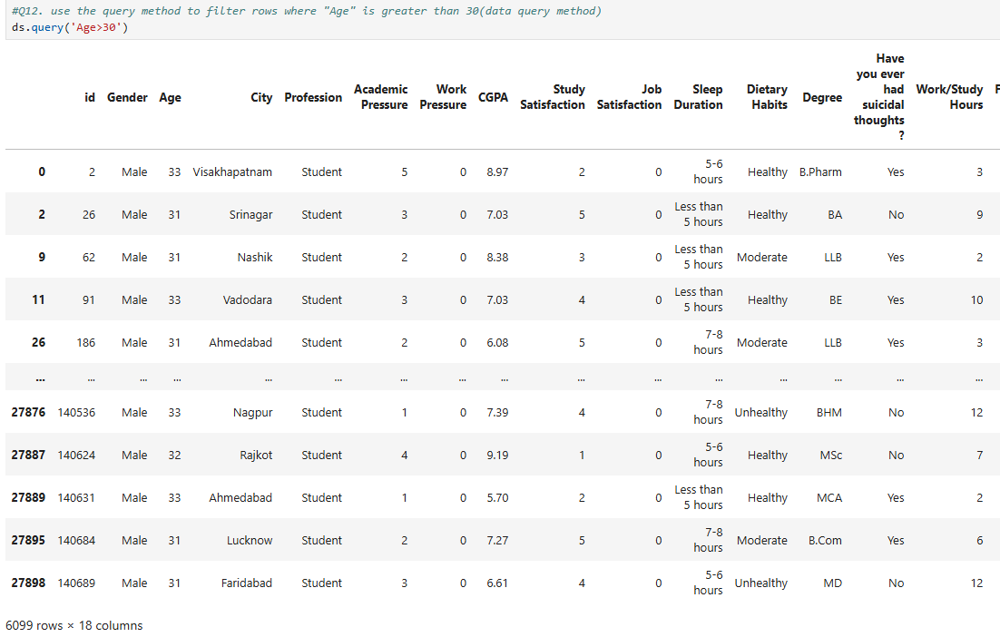 #Q12. use the query method to filter rows where "Age" is greater than 30(data query method)
ds.query('Age>30')
id Gender Age City Profession Academic Pressure Work Pressure CGPA Study Satisfaction Job Satisfaction Sleep Duration Dietary Habits Degree Have you ever had suicidal thoughts ? Work/Study Hours F
0 2 Male 33 Visakhapatnam Student 5 0 8.97 2 0 5-6 hours Healthy B.Pharm Yes 3
2 26 Male 31 Srinagar Student 3 0 7.03 5 0 Less than 5 hours Healthy BA No 9
9 62 Male 31 Nashik Student 2 0 8.38 3 0 Less than 5 hours Moderate LLB Yes 2
11 91 Male 33 Vadodara Student 3 0 7.03 4 0 Less than 5 hours Healthy BE Yes 10
26 186 Male 31 Ahmedabad Student 2 0 6.08 5 0 7-8 hours Moderate LLB Yes 3
... ... ... ... ... ... ... ... ... ... ... ... ... ... ... ...
27876 140536 Male 33 Nagpur Student 1 0 7.39 4 0 7-8 hours Unhealthy BHM No 12
27887 140624 Male 32 Rajkot Student 4 0 9.19 1 0 5-6 hours Healthy MSc No 7
27889 140631 Male 33 Ahmedabad Student 1 0 5.70 2 0 Less than 5 hours Healthy MCA Yes 2
27895 140684 Male 31 Lucknow Student 2 0 7.27 5 0 7-8 hours Moderate B.Com Yes 6
27898 140689 Male 31 Faridabad Student 3 0 6.61 4 0 5-6 hours Unhealthy MD No 12
6099 rows × 18 columns